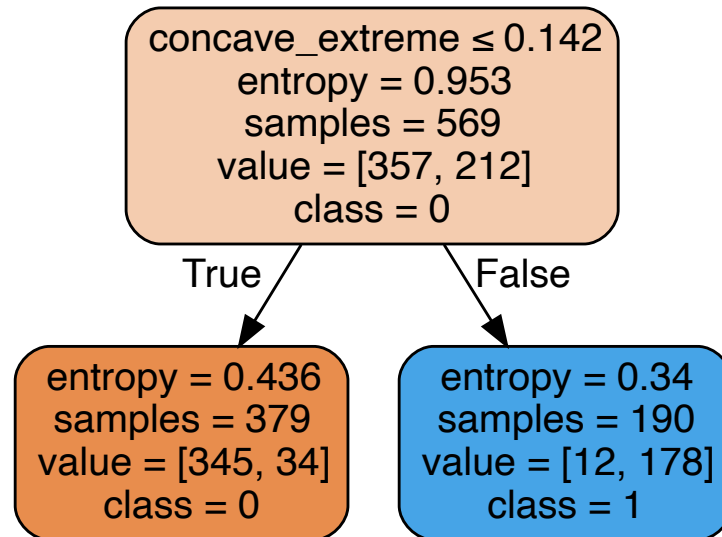 concave_extreme ≤ 0.142
entropy = 0.953
samples = 569
value = [357, 212]
class = 0
True
False
entropy = 0.436
samples = 379
value = [345, 34]
class = 0
entropy = 0.34
samples = 190
value = [12, 178]
class = 1